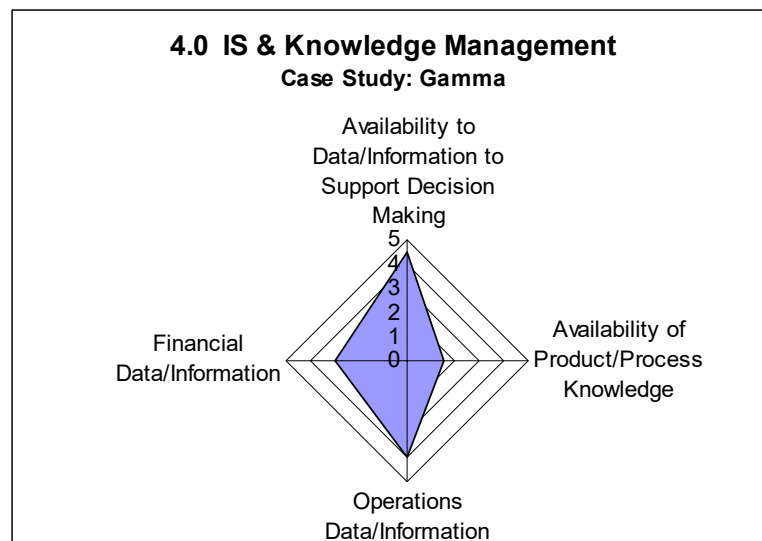 4.0 IS & Knowledge Management
Case Study: Gamma
Availability to
Data/Information to
Support Decision
Making
5
4
3
2
1
0
Financial
Data/Information
Availability of
Product/Process
Knowledge
Operations
Data/Information